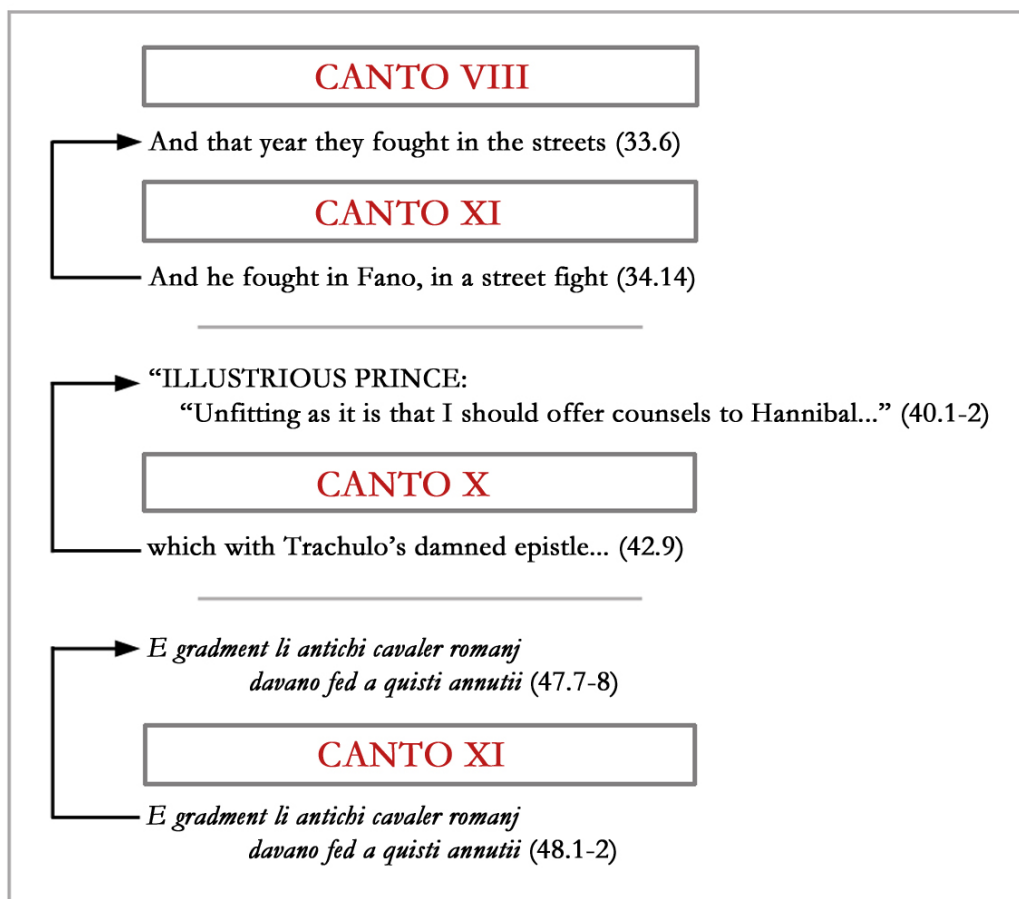 CANTO VIII
And that year they fought in the streets (33.6)
CANTO XI
And he fought in Fano, in a street fight (34.14)
“ILLUSTRIOUS PRINCE:
“Unfitting as it is that I should offer counsels to Hannibal...” (40.1-2)
CANTO X
which with Trachulo’s damned epistle... (42.9)
E gradment li antichi cavaler romanj
davano fed a quisti annutii (47.7-8)
CANTO XI
E gradment li antichi cavaler romanj
davano fed a quisti annutii (48.1-2)